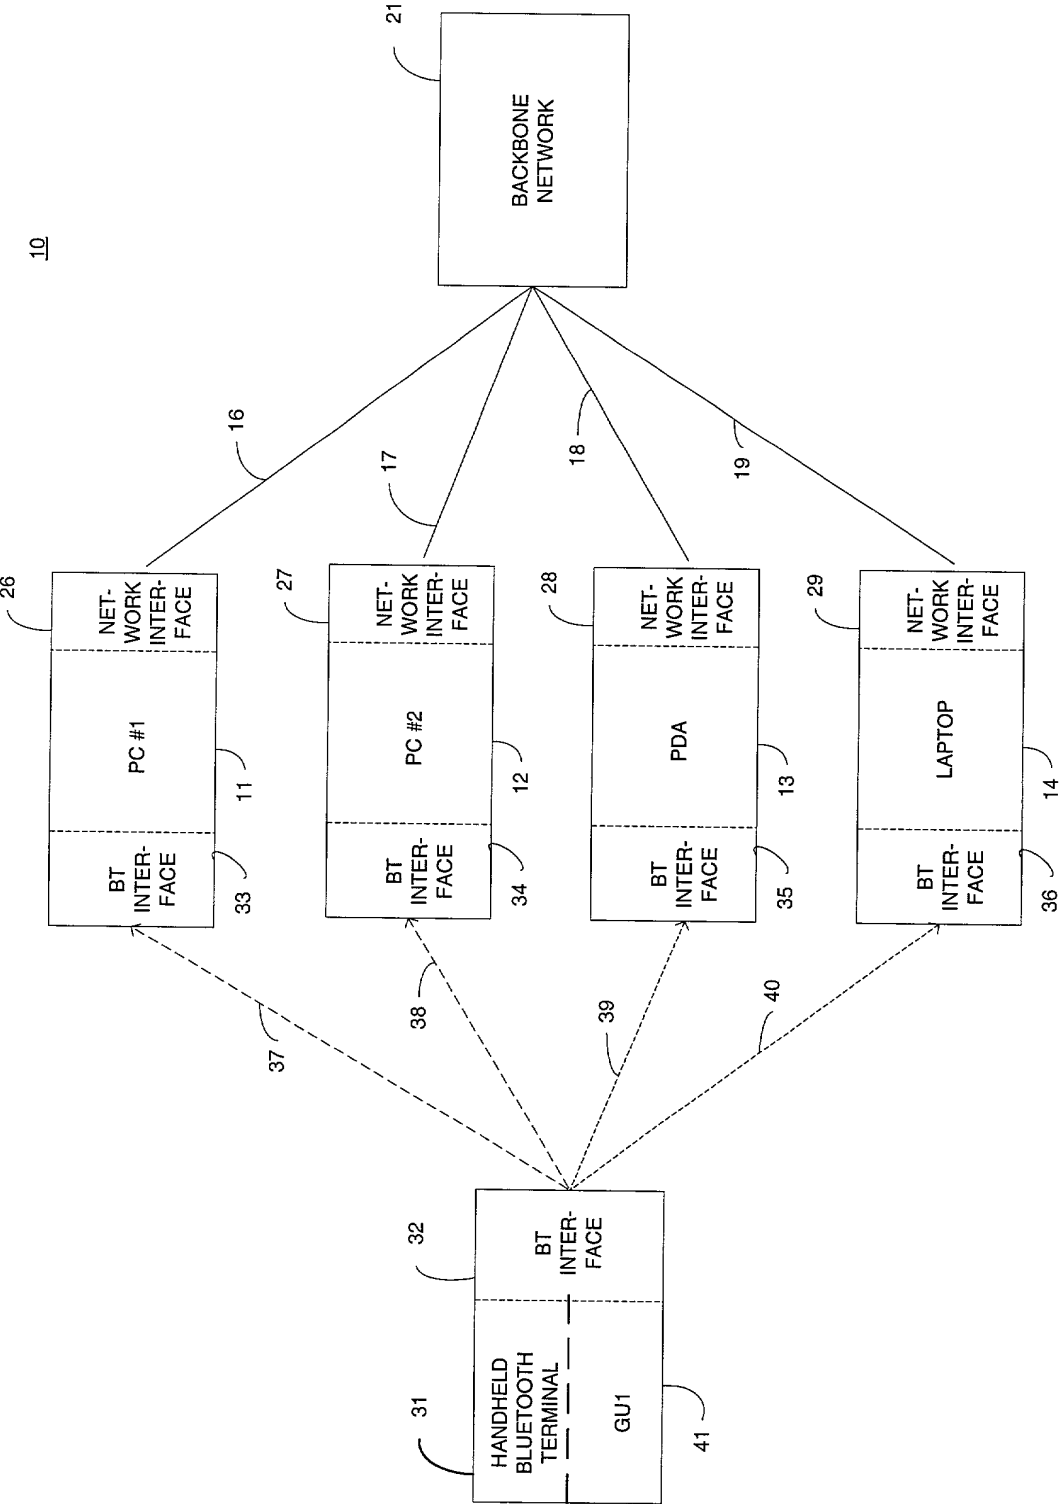 10
21
BACKBONE
NETWORK
16
17
18
19
26
NET-
WORK
INTER-
FACE
PC #1
11
BT
INTER-
FACE
33
27
NET-
WORK
INTER-
FACE
PC #2
12
BT
INTER-
FACE
34
28
NET-
WORK
INTER-
FACE
PDA
13
BT
INTER-
FACE
35
29
NET-
WORK
INTER-
FACE
LAPTOP
14
BT
INTER-
FACE
36
37
38
39
40
32
BT
INTER-
FACE
31
HANDHELD
BLUETOOTH
TERMINAL
GU1
41